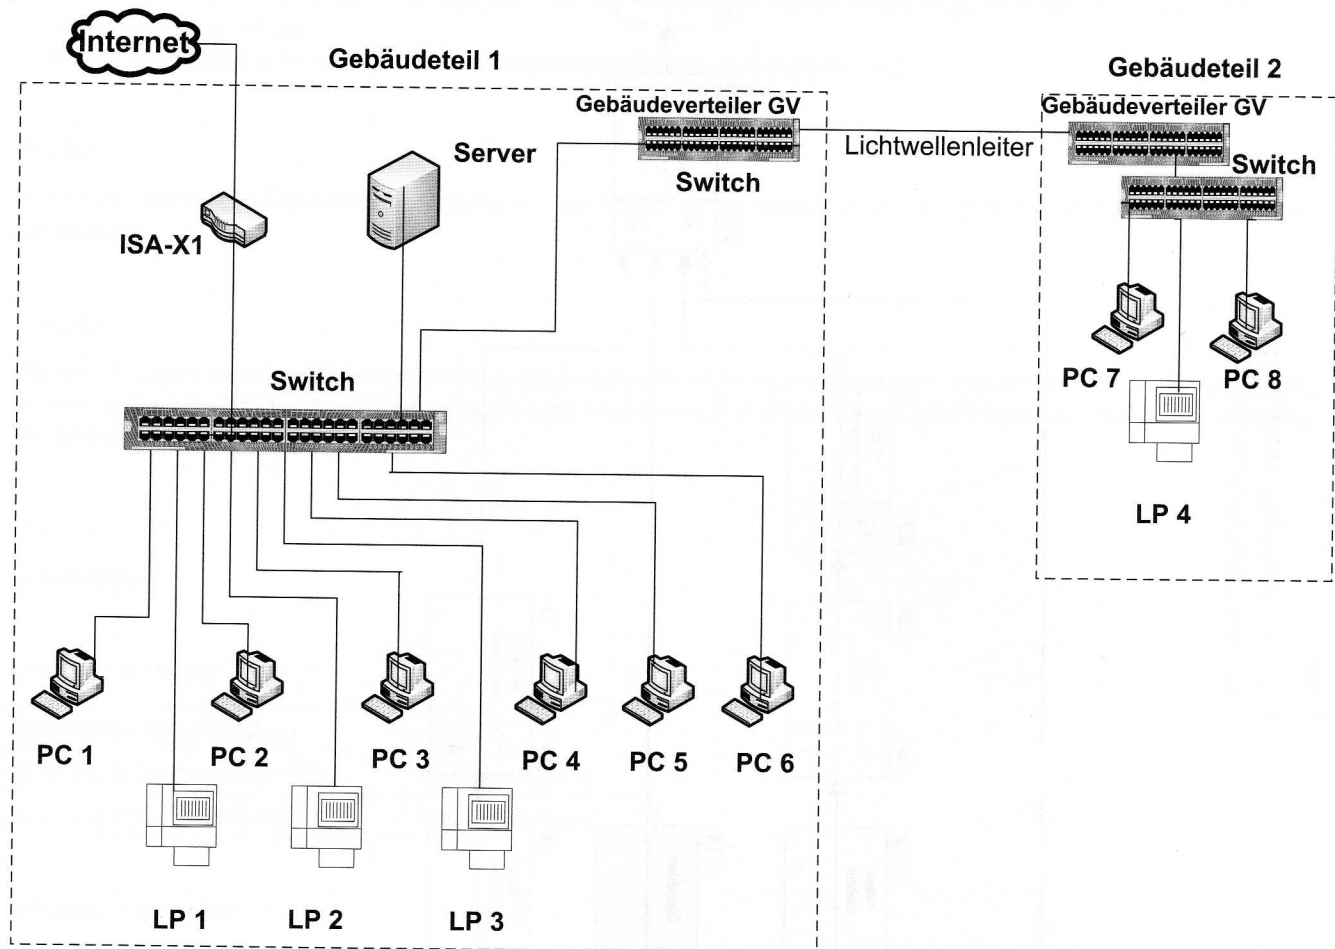 Internet
Gebäudeteil 1
Gebäudeteil 2
Gebäudeverteiler GV
Gebäudeverteiler GV
Server
Lichtwellenleiter
Switch
Switch
ISA-X1
Switch
PC 7
PC 8
LP 4
PC 1
PC 2
PC 3
PC 4
PC 5
PC 6
LP 1
LP 2
LP 3